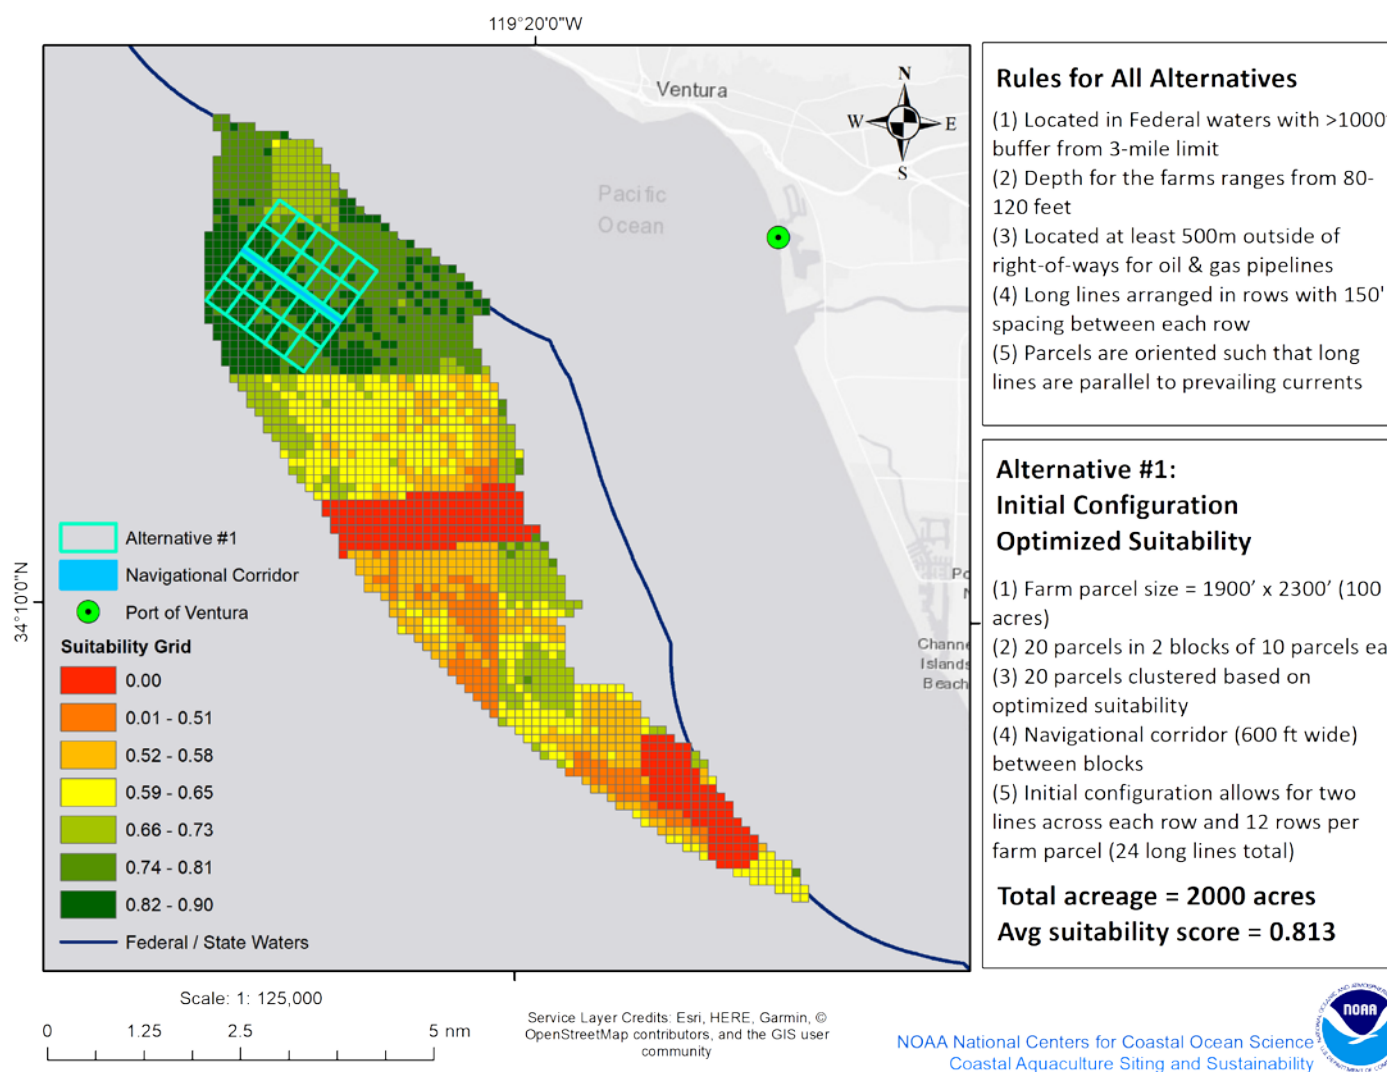 119°20'0"W
Ventura
N
W
E
S
Pacific
Ocean
34°10'0"N
Channe
Islands
Beach
Alternative #1
Navigational Corridor
Port of Ventura
Suitability Grid
0.00
0.01 - 0.51
0.52 - 0.58
0.59 - 0.65
0.66 - 0.73
0.74 - 0.81
0.82 - 0.90
Federal / State Waters
Scale: 1: 125,000
0 1.25 2.5 5 nm
Service Layer Credits: Esri, HERE, Garmin, ©
OpenStreetMap contributors, and the GIS user
community
Rules for All Alternatives
(1) Located in Federal waters with >1000'
buffer from 3-mile limit
(2) Depth for the farms ranges from 80-
120 feet
(3) Located at least 500m outside of
right-of-ways for oil & gas pipelines
(4) Long lines arranged in rows with 150'
spacing between each row
(5) Parcels are oriented such that long
lines are parallel to prevailing currents
Alternative #1:
Initial Configuration
Optimized Suitability
(1) Farm parcel size = 1900’ x 2300’ (100
acres)
(2) 20 parcels in 2 blocks of 10 parcels ea
(3) 20 parcels clustered based on
optimized suitability
(4) Navigational corridor (600 ft wide)
between blocks
(5) Initial configuration allows for two
lines across each row and 12 rows per
farm parcel (24 long lines total)
Total acreage = 2000 acres
Avg suitability score = 0.813
NOAA National Centers for Coastal Ocean Science
Coastal Aquaculture Siting and Sustainability
NOAA